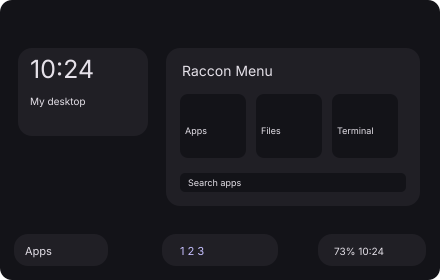 10:24
My desktop
Raccon Menu
Apps
Files
Terminal
Search apps
Apps
1 2 3
73% 10:24